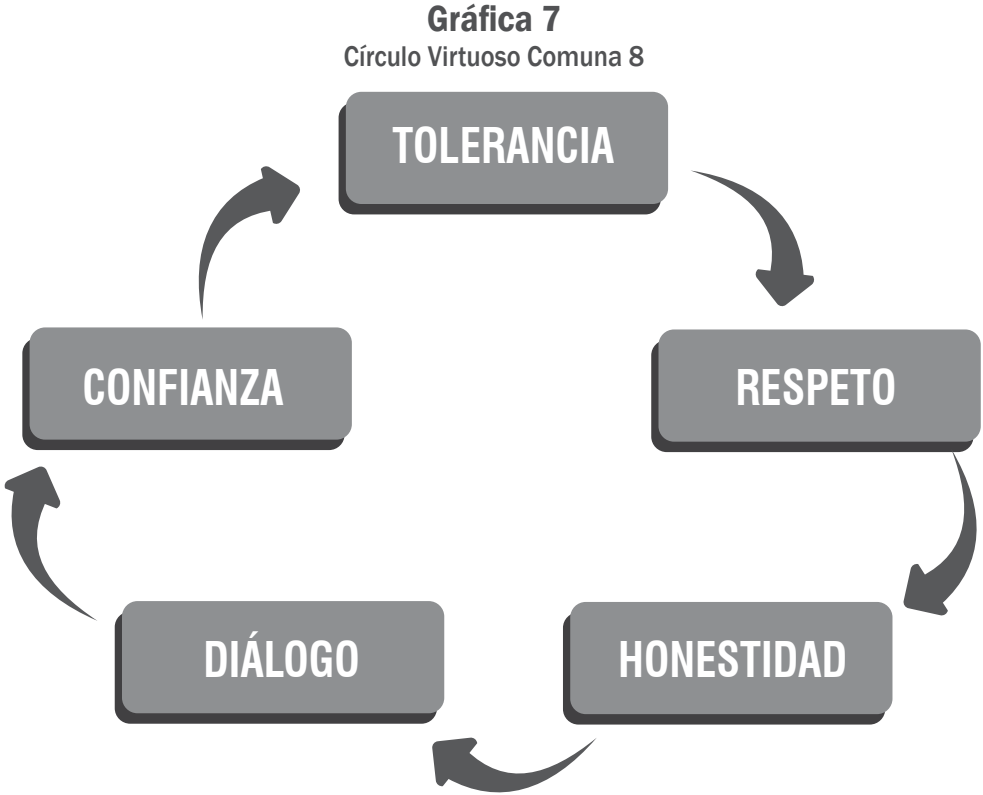 Gráfica 7
Círculo Virtuoso Comuna 8
TOLERANCIA
RESPETO
HONESTIDAD
DIÁLOGO
CONFIANZA